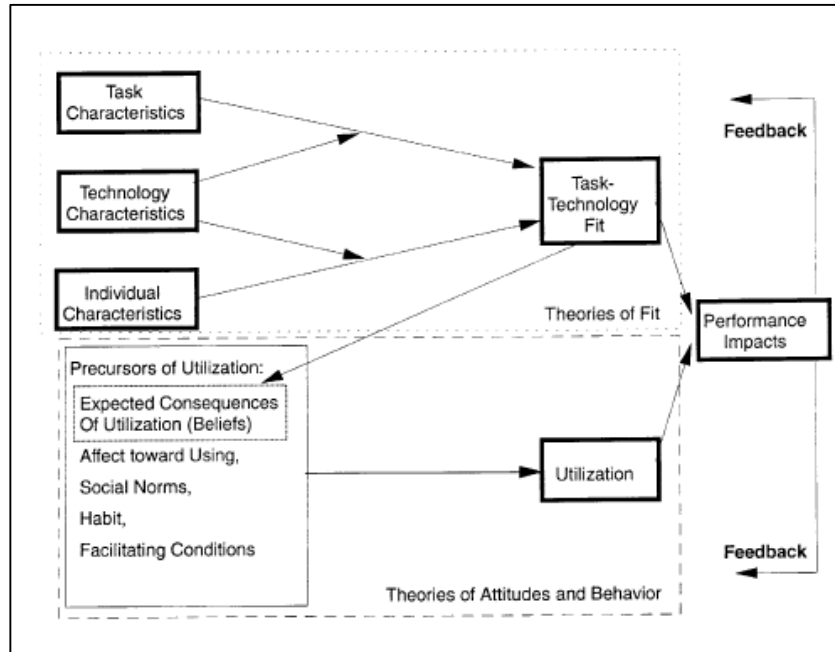 Task
Characteristics
Technology
Characteristics
Individual
Characteristics
Task-
Technology
Fit
Theories of Fit
Feedback
Performance
Impacts
Precursors of Utilization:
Expected Consequences
Of Utilization (Beliefs)
Affect toward Using,
Social Norms,
Habit,
Facilitating Conditions
Utilization
Theories of Attitudes and Behavior
Feedback